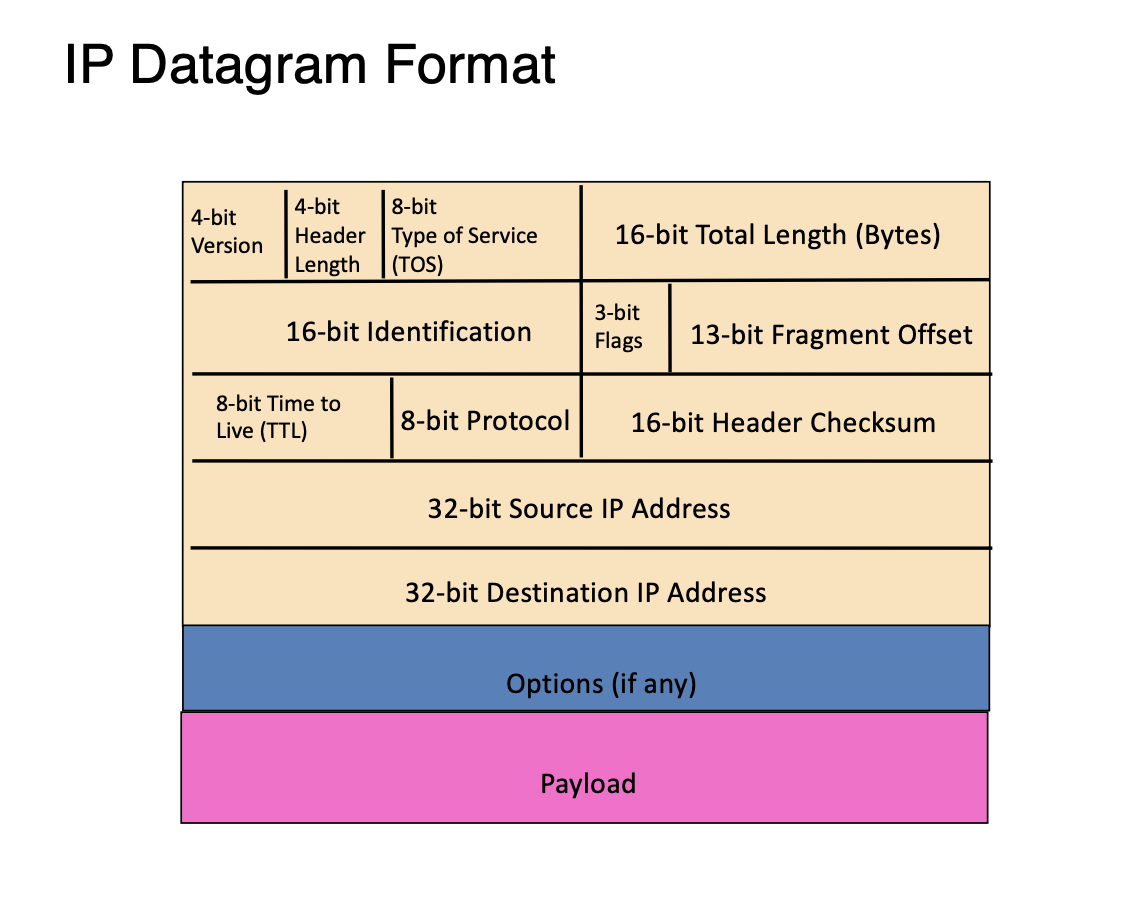 IP Datagram Format
4-bit
Version
4-bit
Header
Length
8-bit
Type of Service
(TOS)
16-bit Total Length (Bytes)
16-bit Identification
3-bit
Flags
13-bit Fragment Offset
8-bit Time to
Live (TTL)
8-bit Protocol
16-bit Header Checksum
32-bit Source IP Address
32-bit Destination IP Address
Options (if any)
Payload